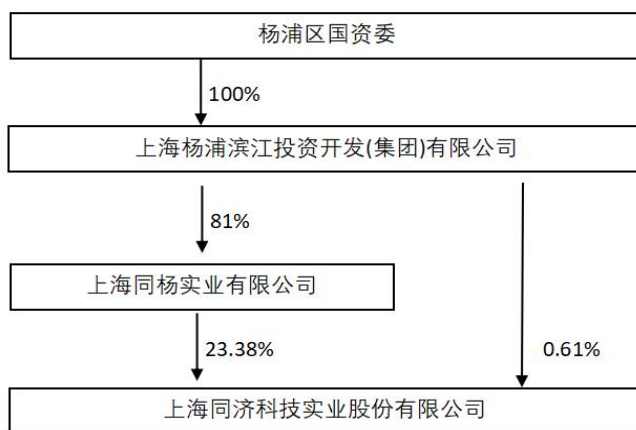 杨浦区国资委
100%
上海杨浦滨江投资开发(集团)有限公司
81%
上海同杨实业有限公司
23.38%
0.61%
上海同济科技实业股份有限公司